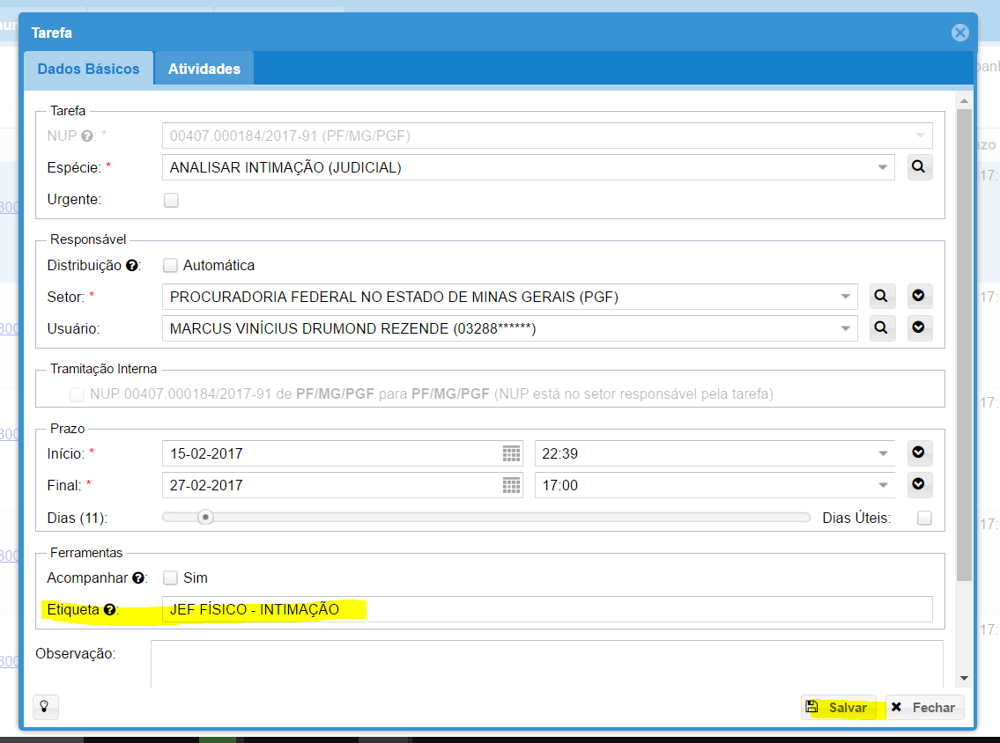 Tarefa
Dados Básicos
Atividades
Tarefa
NUP : * 00407.000184/2017-91 (PF/MG/PGF)
Espécie: * ANALISAR INTIMAÇÃO (JUDICIAL)
Urgente:
Responsável
Distribuição : Automática
Setor: * PROCURADORIA FEDERAL NO ESTADO DE MINAS GERAIS (PGF)
Usuário: MARCUS VINÍCIUS DRUMOND REZENDE (03288******)
Tramitação Interna
NUP 00407.000184/2017-91 de PF/MG/PGF para PF/MG/PGF (NUP está no setor responsável pela tarefa)
Prazo
Início: * 15-02-2017 22:39
Final: * 27-02-2017 17:00
Dias (11): Dias Úteis:
Ferramentas
Acompanhar : Sim
Etiqueta : JEF FÍSICO - INTIMAÇÃO
Observação:
Salvar Fechar